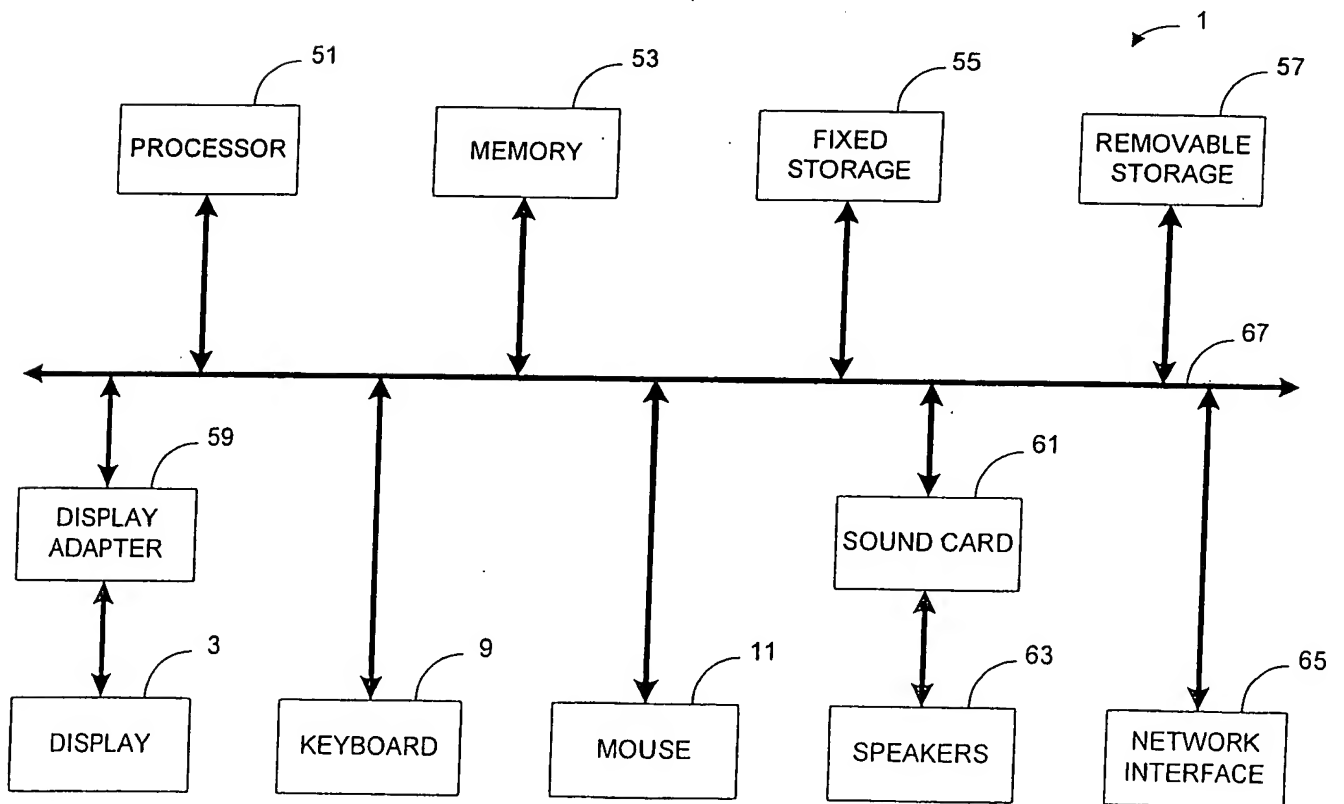 1
51
53
55
57
PROCESSOR
MEMORY
FIXED
STORAGE
REMOVABLE
STORAGE
67
59
61
DISPLAY
ADAPTER
SOUND CARD
3
9
11
63
65
DISPLAY
KEYBOARD
MOUSE
SPEAKERS
NETWORK
INTERFACE